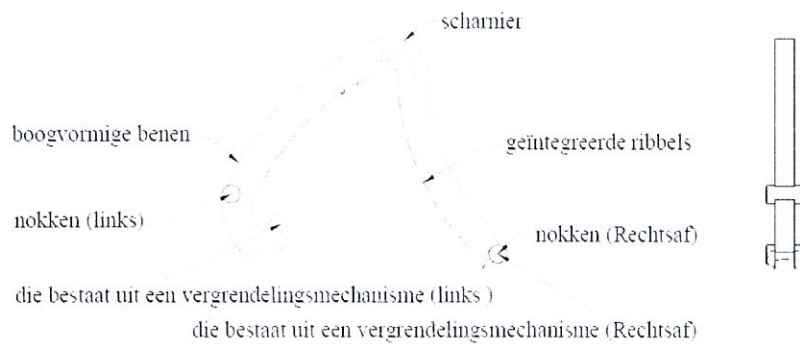 scharnier
boogvormige benen
geïntegreerde ribbels
nokken (links)
nokken (Rechtsaf)
die bestaat uit een vergrendelingsmechanisme (links )
die bestaat uit een vergrendelingsmechanisme (Rechtsaf)